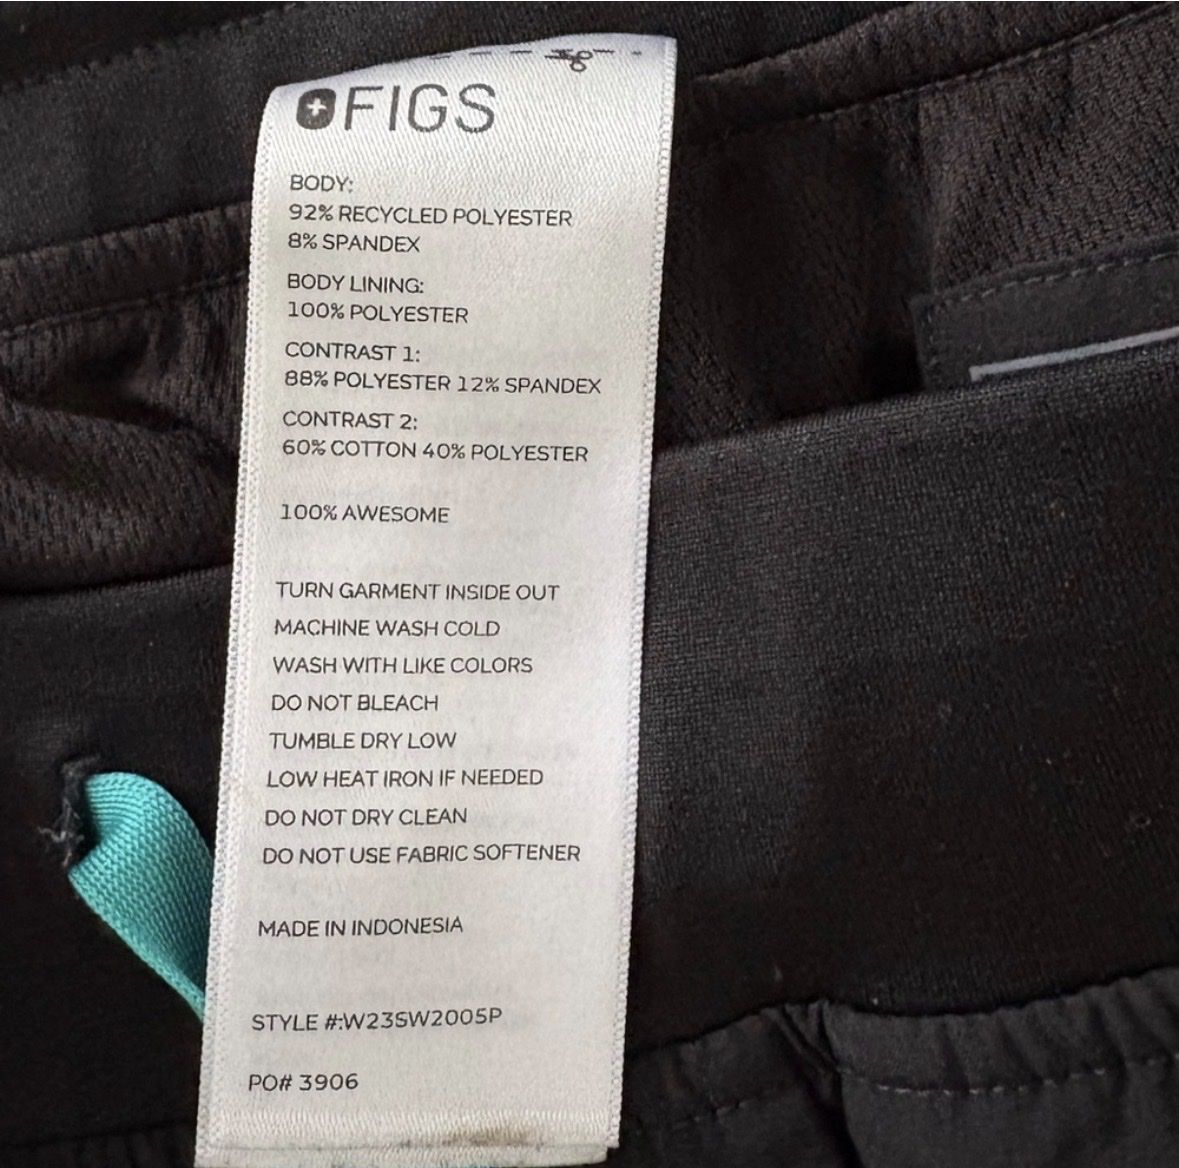 FIGS
BODY:
92% RECYCLED POLYESTER
8% SPANDEX
BODY LINING:
100% POLYESTER
CONTRAST 1:
88% POLYESTER 12% SPANDEX
CONTRAST 2:
60% COTTON 40% POLYESTER
100% AWESOME
TURN GARMENT INSIDE OUT
MACHINE WASH COLD
WASH WITH LIKE COLORS
DO NOT BLEACH
TUMBLE DRY LOW
LOW HEAT IRON IF NEEDED
DO NOT DRY CLEAN
DO NOT USE FABRIC SOFTENER
MADE IN INDONESIA
STYLE #:W23SW2005P
PO# 3906